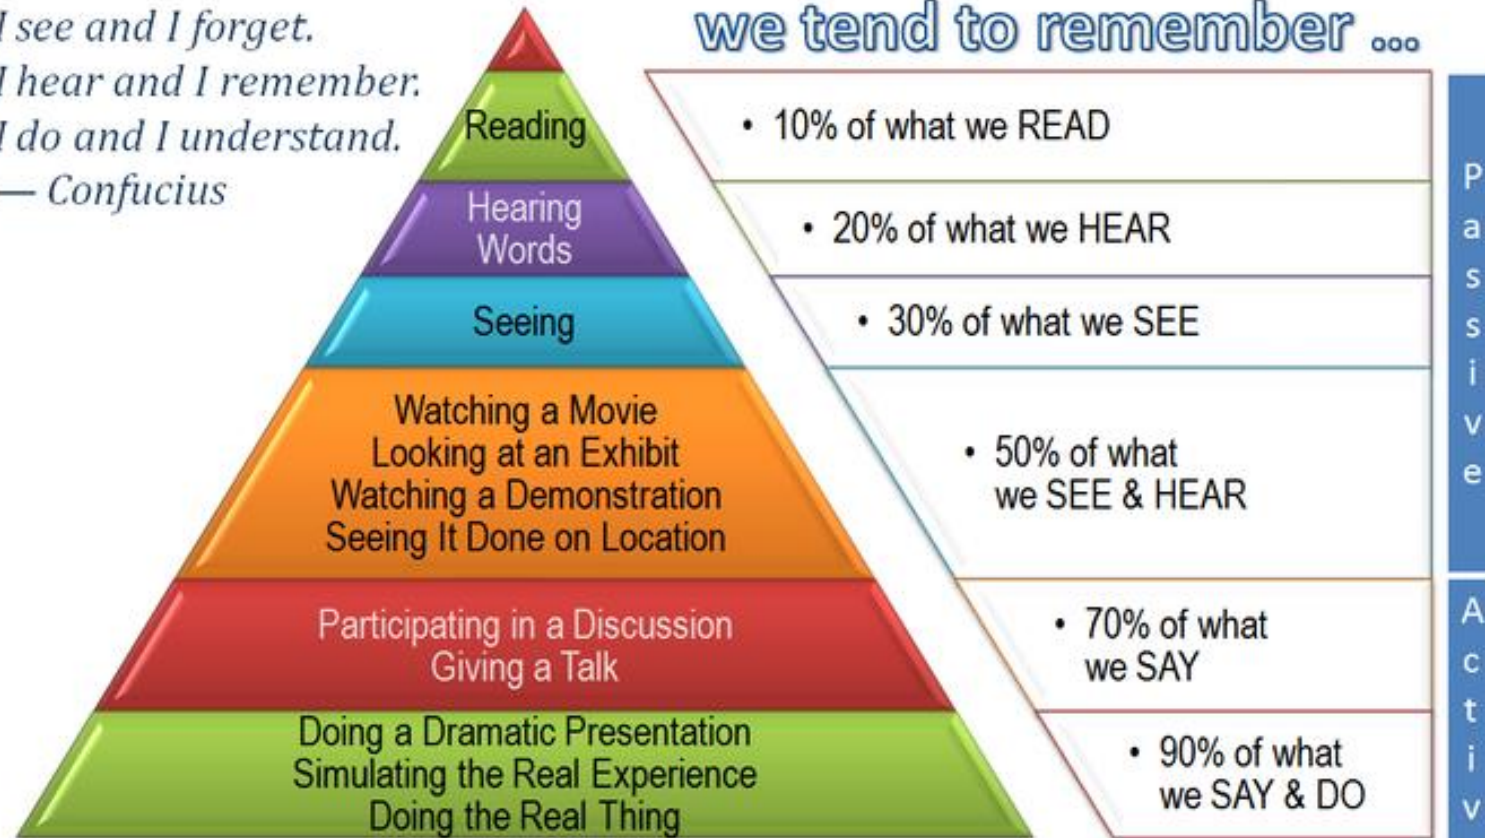 I see and I forget.
I hear and I remember.
I do and I understand.
— Confucius
we tend to remember ...
Reading
Hearing
Words
Seeing
Watching a Movie
Looking at an Exhibit
Watching a Demonstration
Seeing It Done on Location
Participating in a Discussion
Giving a Talk
Doing a Dramatic Presentation
Simulating the Real Experience
Doing the Real Thing
• 10% of what we READ
• 20% of what we HEAR
• 30% of what we SEE
• 50% of what
we SEE & HEAR
• 70% of what
we SAY
• 90% of what
we SAY & DO
Passive
Activ